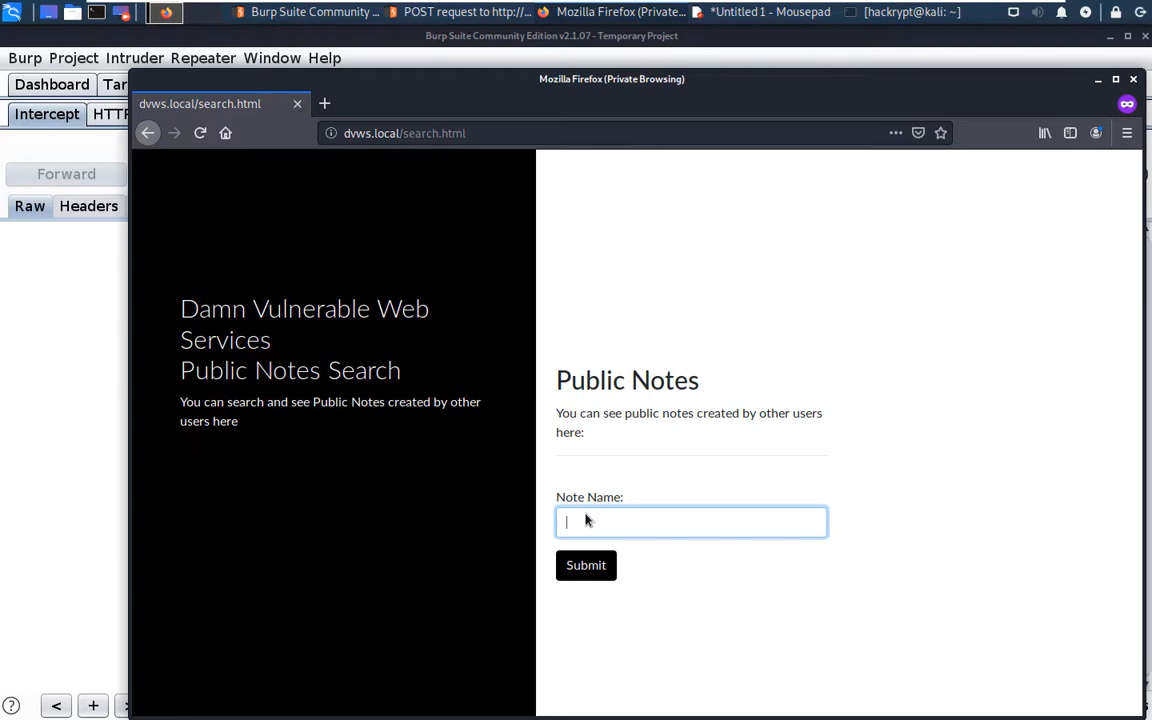 Burp Suite Community ...
POST request to http://...
Mozilla Firefox (Private...
*Untitled 1 - Mousepad
[hackrypt@kali: ~]
Burp Suite Community Edition v2.1.07 - Temporary Project
Burp Project Intruder Repeater Window Help
Mozilla Firefox (Private Browsing)
Dashboard Tar
dvws.local/search.html
Intercept HTTP
dvws.local/search.html
Forward
Raw Headers
Damn Vulnerable Web
Services
Public Notes Search
You can search and see Public Notes created by other
users here
Public Notes
You can see public notes created by other users
here:
Note Name:
Submit
? < + >